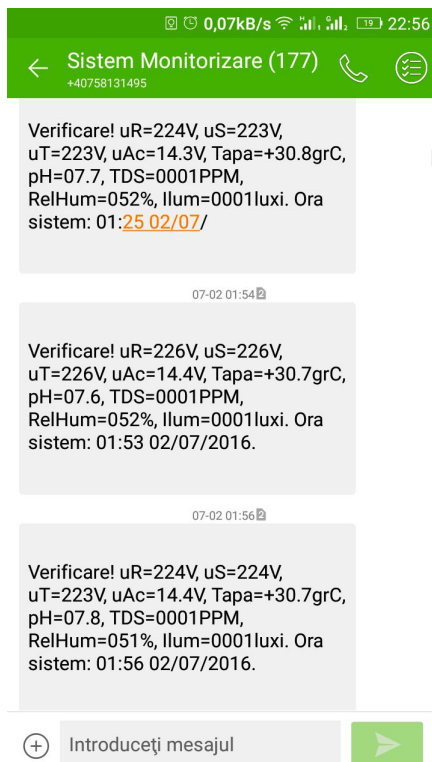 0,07kB/s 19 22:56
Sistem Monitorizare (177)
+40758131495
Verificare! uR=224V, uS=223V,
uT=223V, uAc=14.3V, Tapa=+30.8grC,
pH=07.7, TDS=0001PPM,
RelHum=052%, Ilum=0001luxi. Ora
sistem: 01:25 02/07/
07-02 01:54 2
Verificare! uR=226V, uS=226V,
uT=226V, uAc=14.4V, Tapa=+30.7grC,
pH=07.6, TDS=0001PPM,
RelHum=052%, Ilum=0001luxi. Ora
sistem: 01:53 02/07/2016.
07-02 01:56 2
Verificare! uR=224V, uS=224V,
uT=223V, uAc=14.4V, Tapa=+30.7grC,
pH=07.8, TDS=0001PPM,
RelHum=051%, Ilum=0001luxi. Ora
sistem: 01:56 02/07/2016.
Introduceţi mesajul